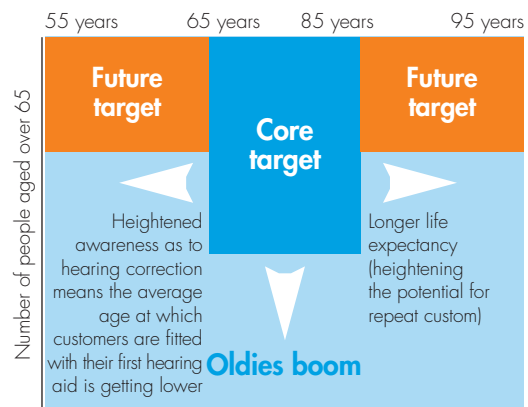 55 years 65 years 85 years 95 years
Number of people aged over 65
Future
target
Core
target
Future
target
Heightened
awareness as to
hearing correction
means the average
age at which
customers are fitted
with their first hearing
aid is getting lower
Longer life
expectancy
(heightening
the potential for
repeat custom)
Oldies boom